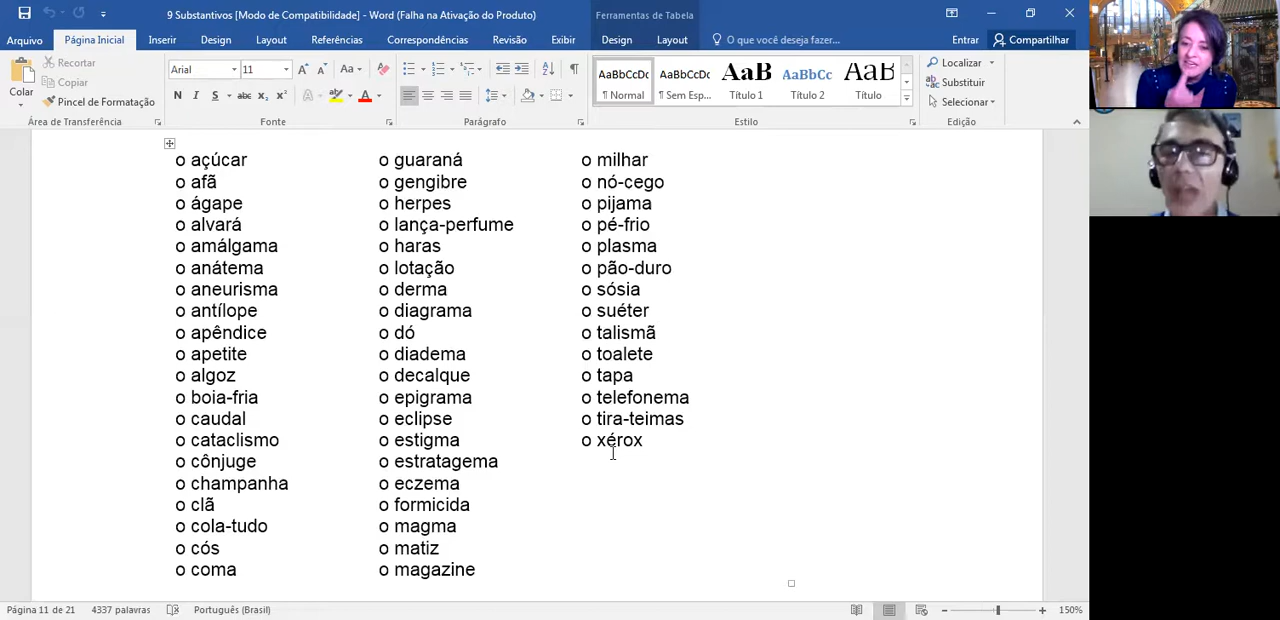 9 Substantivos [Modo de Compatibilidade] - Word (Falha na Ativação do Produto)
Ferramentas de Tabela
Arquivo Página Inicial Inserir Design Layout Referências Correspondências Revisão Exibir Design Layout O que você deseja fazer... Entrar Compartilhar
Colar
Recortar
Copiar
Pincel de Formatação
Área de Transferência
Arial 11
N I S abc x₂ x²
Fonte
Parágrafo
AaBbCcDc AaBbCcDc AaB AaBbCc AaB
¶ Normal ¶ Sem Esp... Título 1 Título 2 Título
Estilo
Localizar
Substituir
Selecionar
Edição
o açúcar o guaraná o milhar
o afã o gengibre o nó-cego
o ágape o herpes o pijama
o alvará o lança-perfume o pé-frio
o amálgama o haras o plasma
o anátema o lotação o pão-duro
o aneurisma o derma o sósia
o antílope o diagrama o suéter
o apêndice o dó o talismã
o apetite o diadema o toalete
o algoz o decalque o tapa
o boia-fria o epigrama o telefonema
o caudal o eclipse o tira-teimas
o cataclismo o estigma o xérox
o cônjuge o estratagema
o champanha o eczema
o clã o formicida
o cola-tudo o magma
o cós o matiz
o coma o magazine
Página 11 de 21 4337 palavras Português (Brasil) 150%